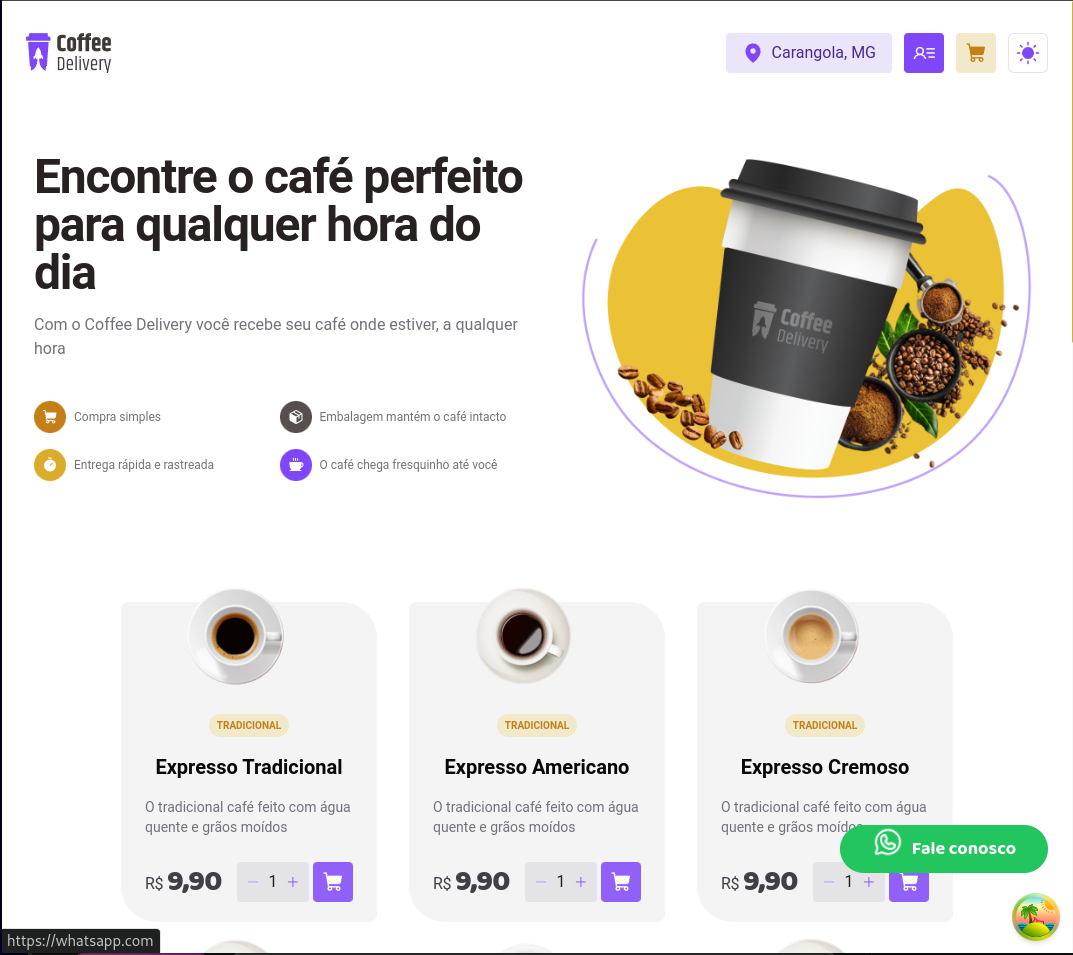 Coffee
Delivery
Carangola, MG
Encontre o café perfeito
para qualquer hora do
dia
Com o Coffee Delivery você recebe seu café onde estiver, a qualquer
hora
Compra simples
Embalagem mantém o café intacto
Entrega rápida e rastreada
O café chega fresquinho até você
Coffee
Delivery
TRADICIONAL
TRADICIONAL
TRADICIONAL
Expresso Tradicional
Expresso Americano
Expresso Cremoso
O tradicional café feito com água
quente e grãos moídos
O tradicional café feito com água
quente e grãos moídos
O tradicional café feito com água
quente e grãos moídos
Fale conosco
R$ 9,90 − 1 +
R$ 9,90 − 1 +
R$ 9,90 − 1 +
https://whatsapp.com